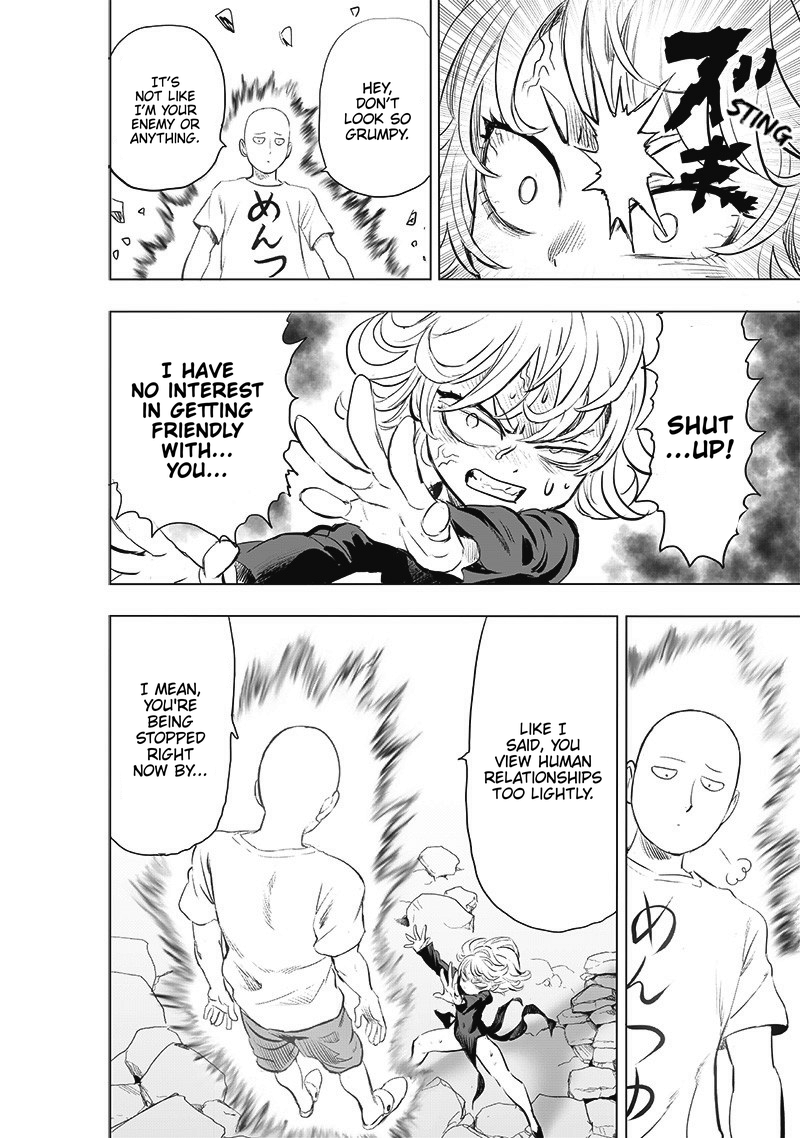 ズキ
STING
HEY,
DON'T
LOOK SO
GRUMPY.
IT'S
NOT LIKE
I'M YOUR
ENEMY OR
ANYTHING.
めんつ
SHUT
...UP!
I HAVE
NO INTEREST
IN GETTING
FRIENDLY
WITH...
YOU...
めんつゆ
LIKE I
SAID, YOU
VIEW HUMAN
RELATIONSHIPS
TOO LIGHTLY.
I MEAN,
YOU'RE
BEING
STOPPED
RIGHT
NOW BY...